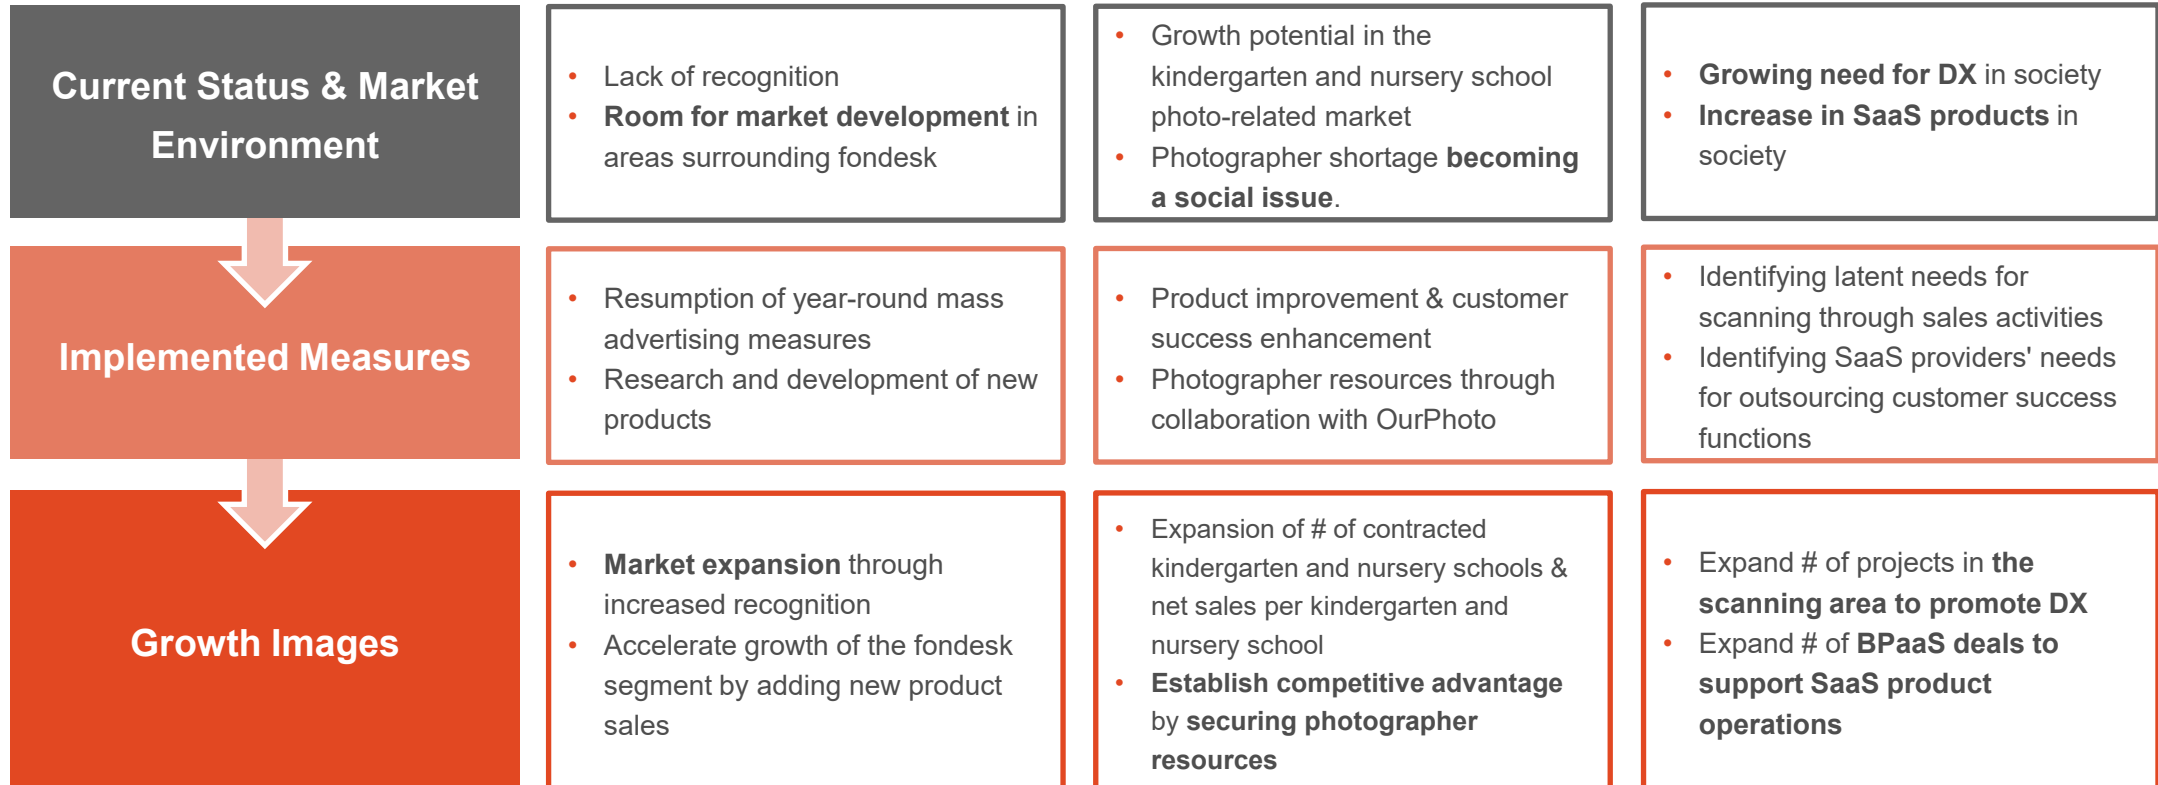 Current Status & Market
Environment
• Lack of recognition
• Room for market development in
areas surrounding fondesk
• Growth potential in the
kindergarten and nursery school
photo-related market
• Photographer shortage becoming
a social issue.
• Growing need for DX in society
• Increase in SaaS products in
society
Implemented Measures
• Resumption of year-round mass
advertising measures
• Research and development of new
products
• Product improvement & customer
success enhancement
• Photographer resources through
collaboration with OurPhoto
• Identifying latent needs for
scanning through sales activities
• Identifying SaaS providers' needs
for outsourcing customer success
functions
Growth Images
• Market expansion through
increased recognition
• Accelerate growth of the fondesk
segment by adding new product
sales
• Expansion of # of contracted
kindergarten and nursery schools &
net sales per kindergarten and
nursery school
• Establish competitive advantage
by securing photographer
resources
• Expand # of projects in the
scanning area to promote DX
• Expand # of BPaaS deals to
support SaaS product
operations